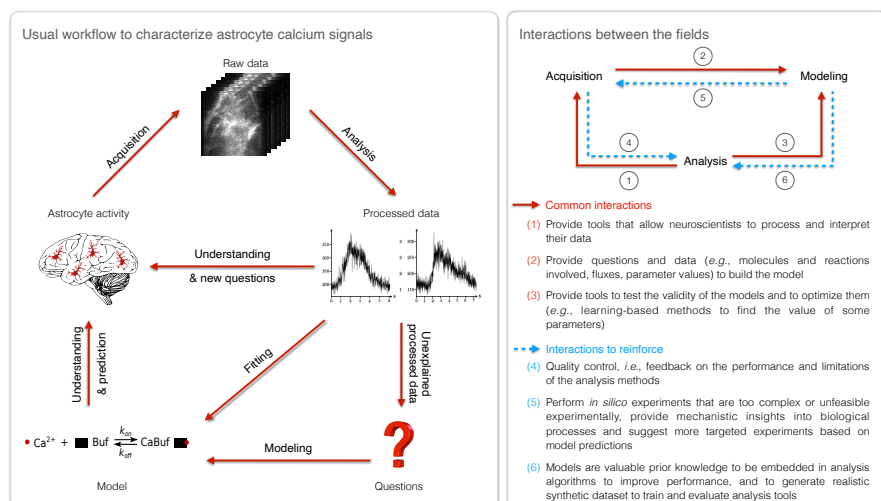 Usual workflow to characterize astrocyte calcium signals
Raw data
Acquisition
Analysis
Astrocyte activity
Processed data
Understanding
& new questions
Understanding
& prediction
Fitting
Unexplained
processed data
• Ca²⁺ + Buf kon koff CaBuf
Modeling
Model
Questions
Interactions between the fields
2
Acquisition
Modeling
5
4
3
Analysis
1
6
Common interactions
(1) Provide tools that allow neuroscientists to process and interpret
their data
(2) Provide questions and data (e.g., molecules and reactions
involved, fluxes, parameter values) to build the model
(3) Provide tools to test the validity of the models and to optimize them
(e.g., learning-based methods to find the value of some
parameters)
Interactions to reinforce
(4) Quality control, i.e., feedback on the performance and limitations
of the analysis methods
(5) Perform in silico experiments that are too complex or unfeasible
experimentally, provide mechanistic insights into biological
processes and suggest more targeted experiments based on
model predictions
(6) Models are valuable prior knowledge to be embedded in analysis
algorithms to improve performance, and to generate realistic
synthetic dataset to train and evaluate analysis tools